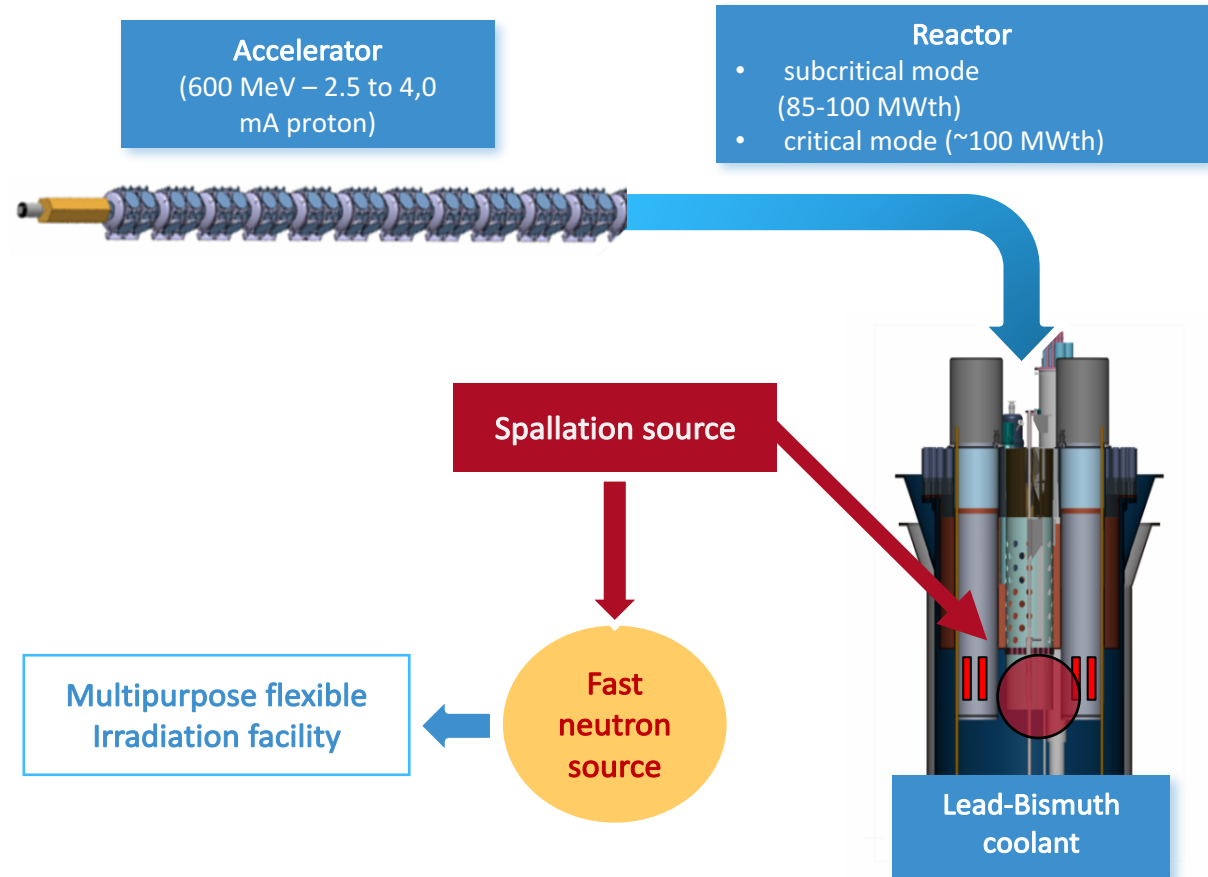 Accelerator
(600 MeV – 2.5 to 4,0
mA proton)
Reactor
• subcritical mode
(85-100 MWth)
• critical mode (~100 MWth)
Spallation source
Fast
neutron
source
Multipurpose flexible
Irradiation facility
Lead-Bismuth
coolant